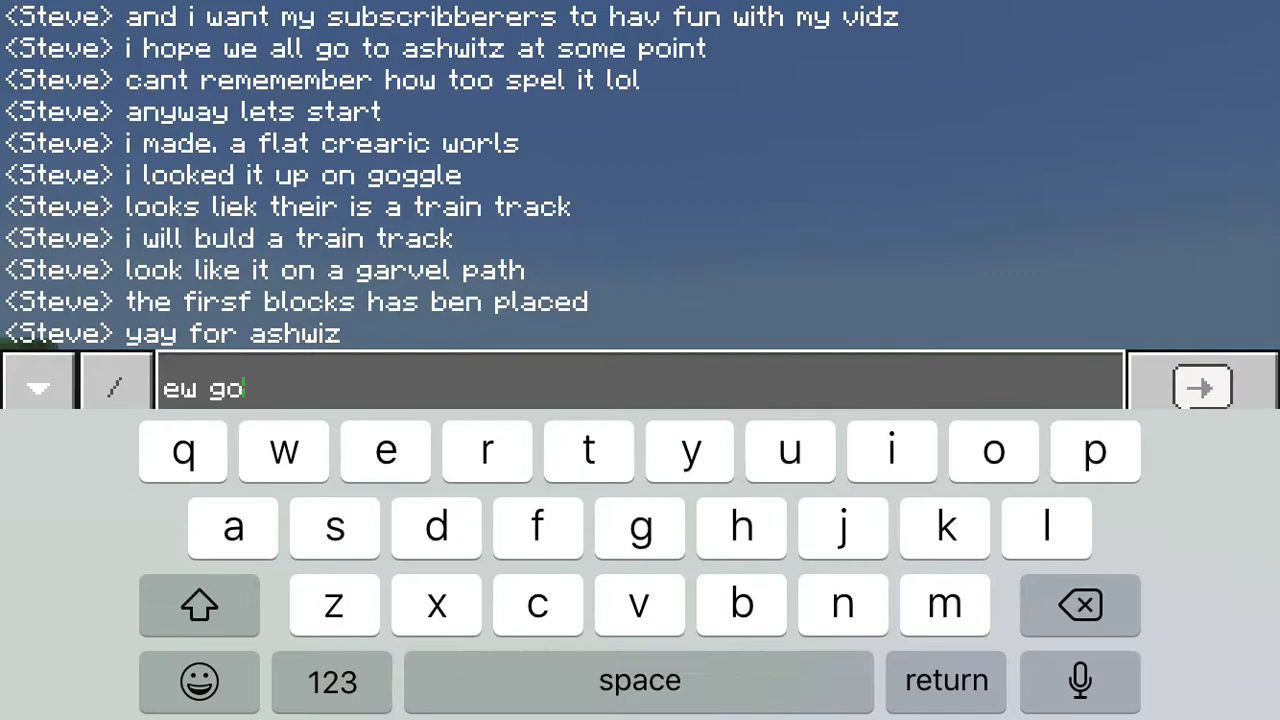 <Steve> and i want my subscribberers to hav fun with my vidz
<Steve> i hope we all go to ashwitz at some point
<Steve> cant rememember how too spel it lol
<Steve> anyway lets start
<Steve> i made. a flat crearic worls
<Steve> i looked it up on goggle
<Steve> looks liek their is a train track
<Steve> i will buld a train track
<Steve> look like it on a garvel path
<Steve> the firsf blocks has ben placed
<Steve> yay for ashwiz
/ ew go
q w e r t y u i o p
a s d f g h j k l
z x c v b n m
123 space return